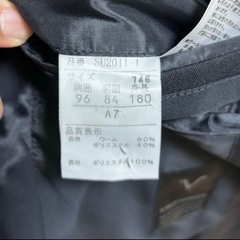 品番 SU2011-1
サイズ
胸囲 胴囲 身長
96 84 180
A7
品質表示
表地 ウール 60%
ポリエステル 40%
裏地 ポリエステル100%